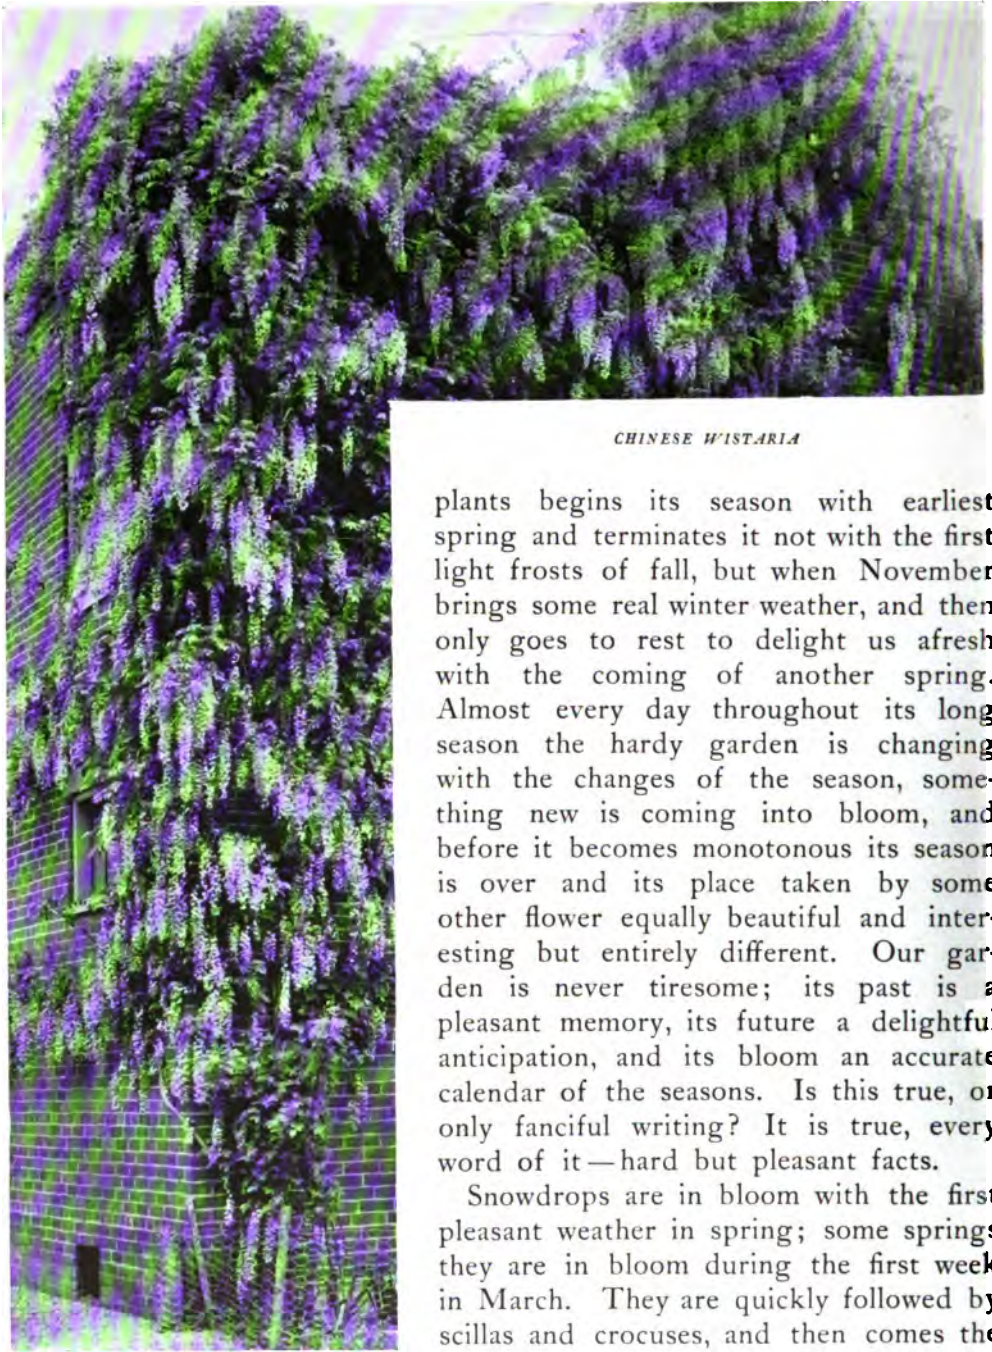 CHINESE WISTARIA
plants begins its season with earliest
spring and terminates it not with the first
light frosts of fall, but when November
brings some real winter weather, and then
only goes to rest to delight us afresh
with the coming of another spring.
Almost every day throughout its long
season the hardy garden is changing
with the changes of the season, some-
thing new is coming into bloom, and
before it becomes monotonous its season
is over and its place taken by some
other flower equally beautiful and inter-
esting but entirely different. Our gar-
den is never tiresome; its past is a
pleasant memory, its future a delightful
anticipation, and its bloom an accurate
calendar of the seasons. Is this true, or
only fanciful writing? It is true, every
word of it—hard but pleasant facts.
Snowdrops are in bloom with the first
pleasant weather in spring; some springs
they are in bloom during the first week
in March. They are quickly followed by
scillas and crocuses, and then comes the